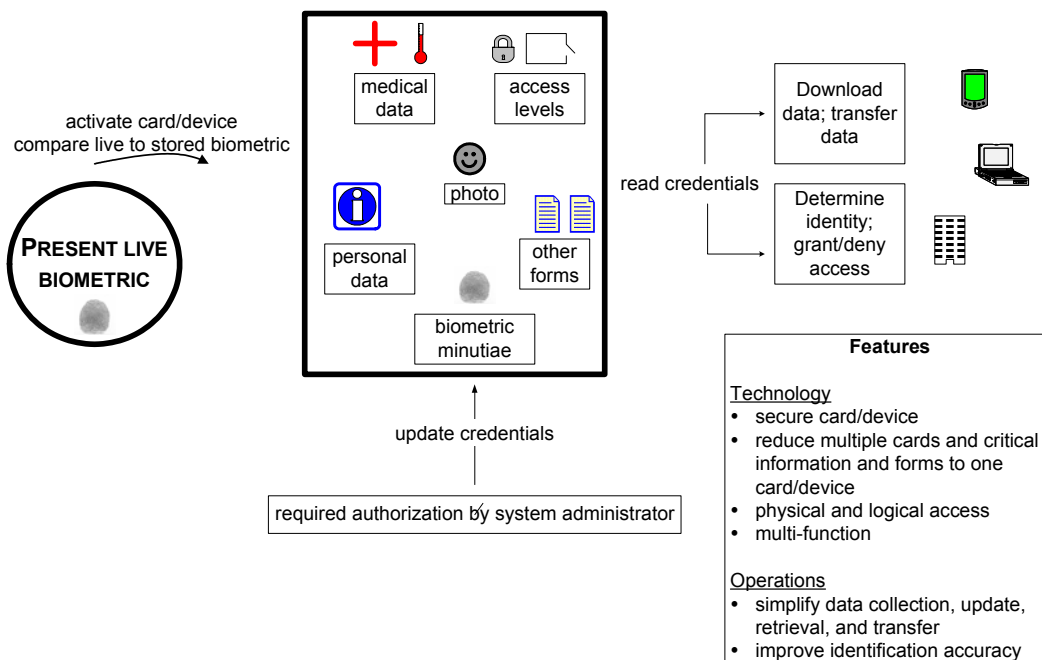 activate card/device
compare live to stored biometric
PRESENT LIVE
BIOMETRIC
medical
data
access
levels
photo
personal
data
other
forms
biometric
minutiae
update credentials
required authorization by system administrator
read credentials
Download
data; transfer
data
Determine
identity;
grant/deny
access
Features
Technology
• secure card/device
• reduce multiple cards and critical
information and forms to one
card/device
• physical and logical access
• multi-function
Operations
• simplify data collection, update,
retrieval, and transfer
• improve identification accuracy